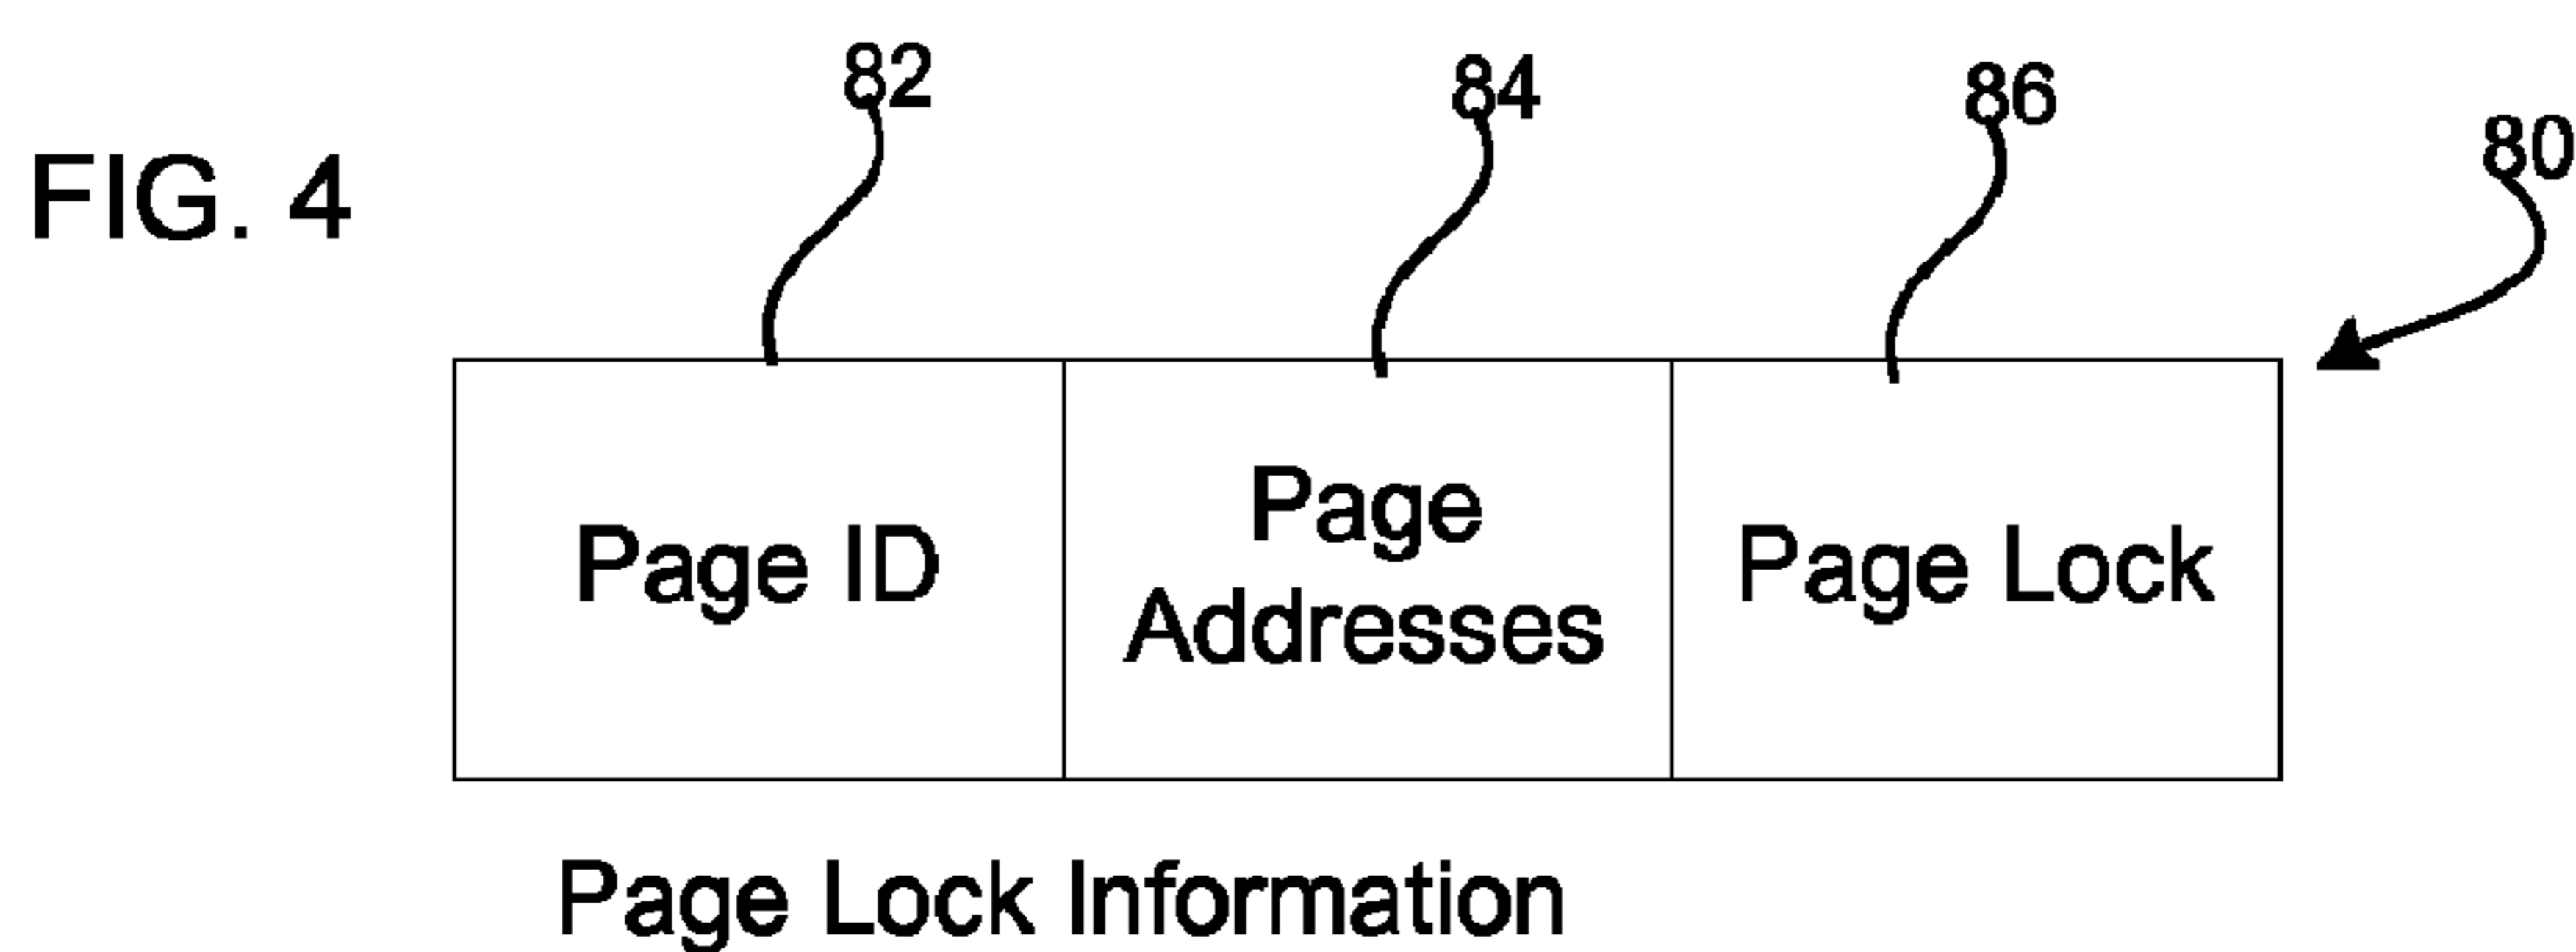 82
84
86
80
FIG. 4
Page ID
Page
Addresses
Page Lock
Page Lock Information